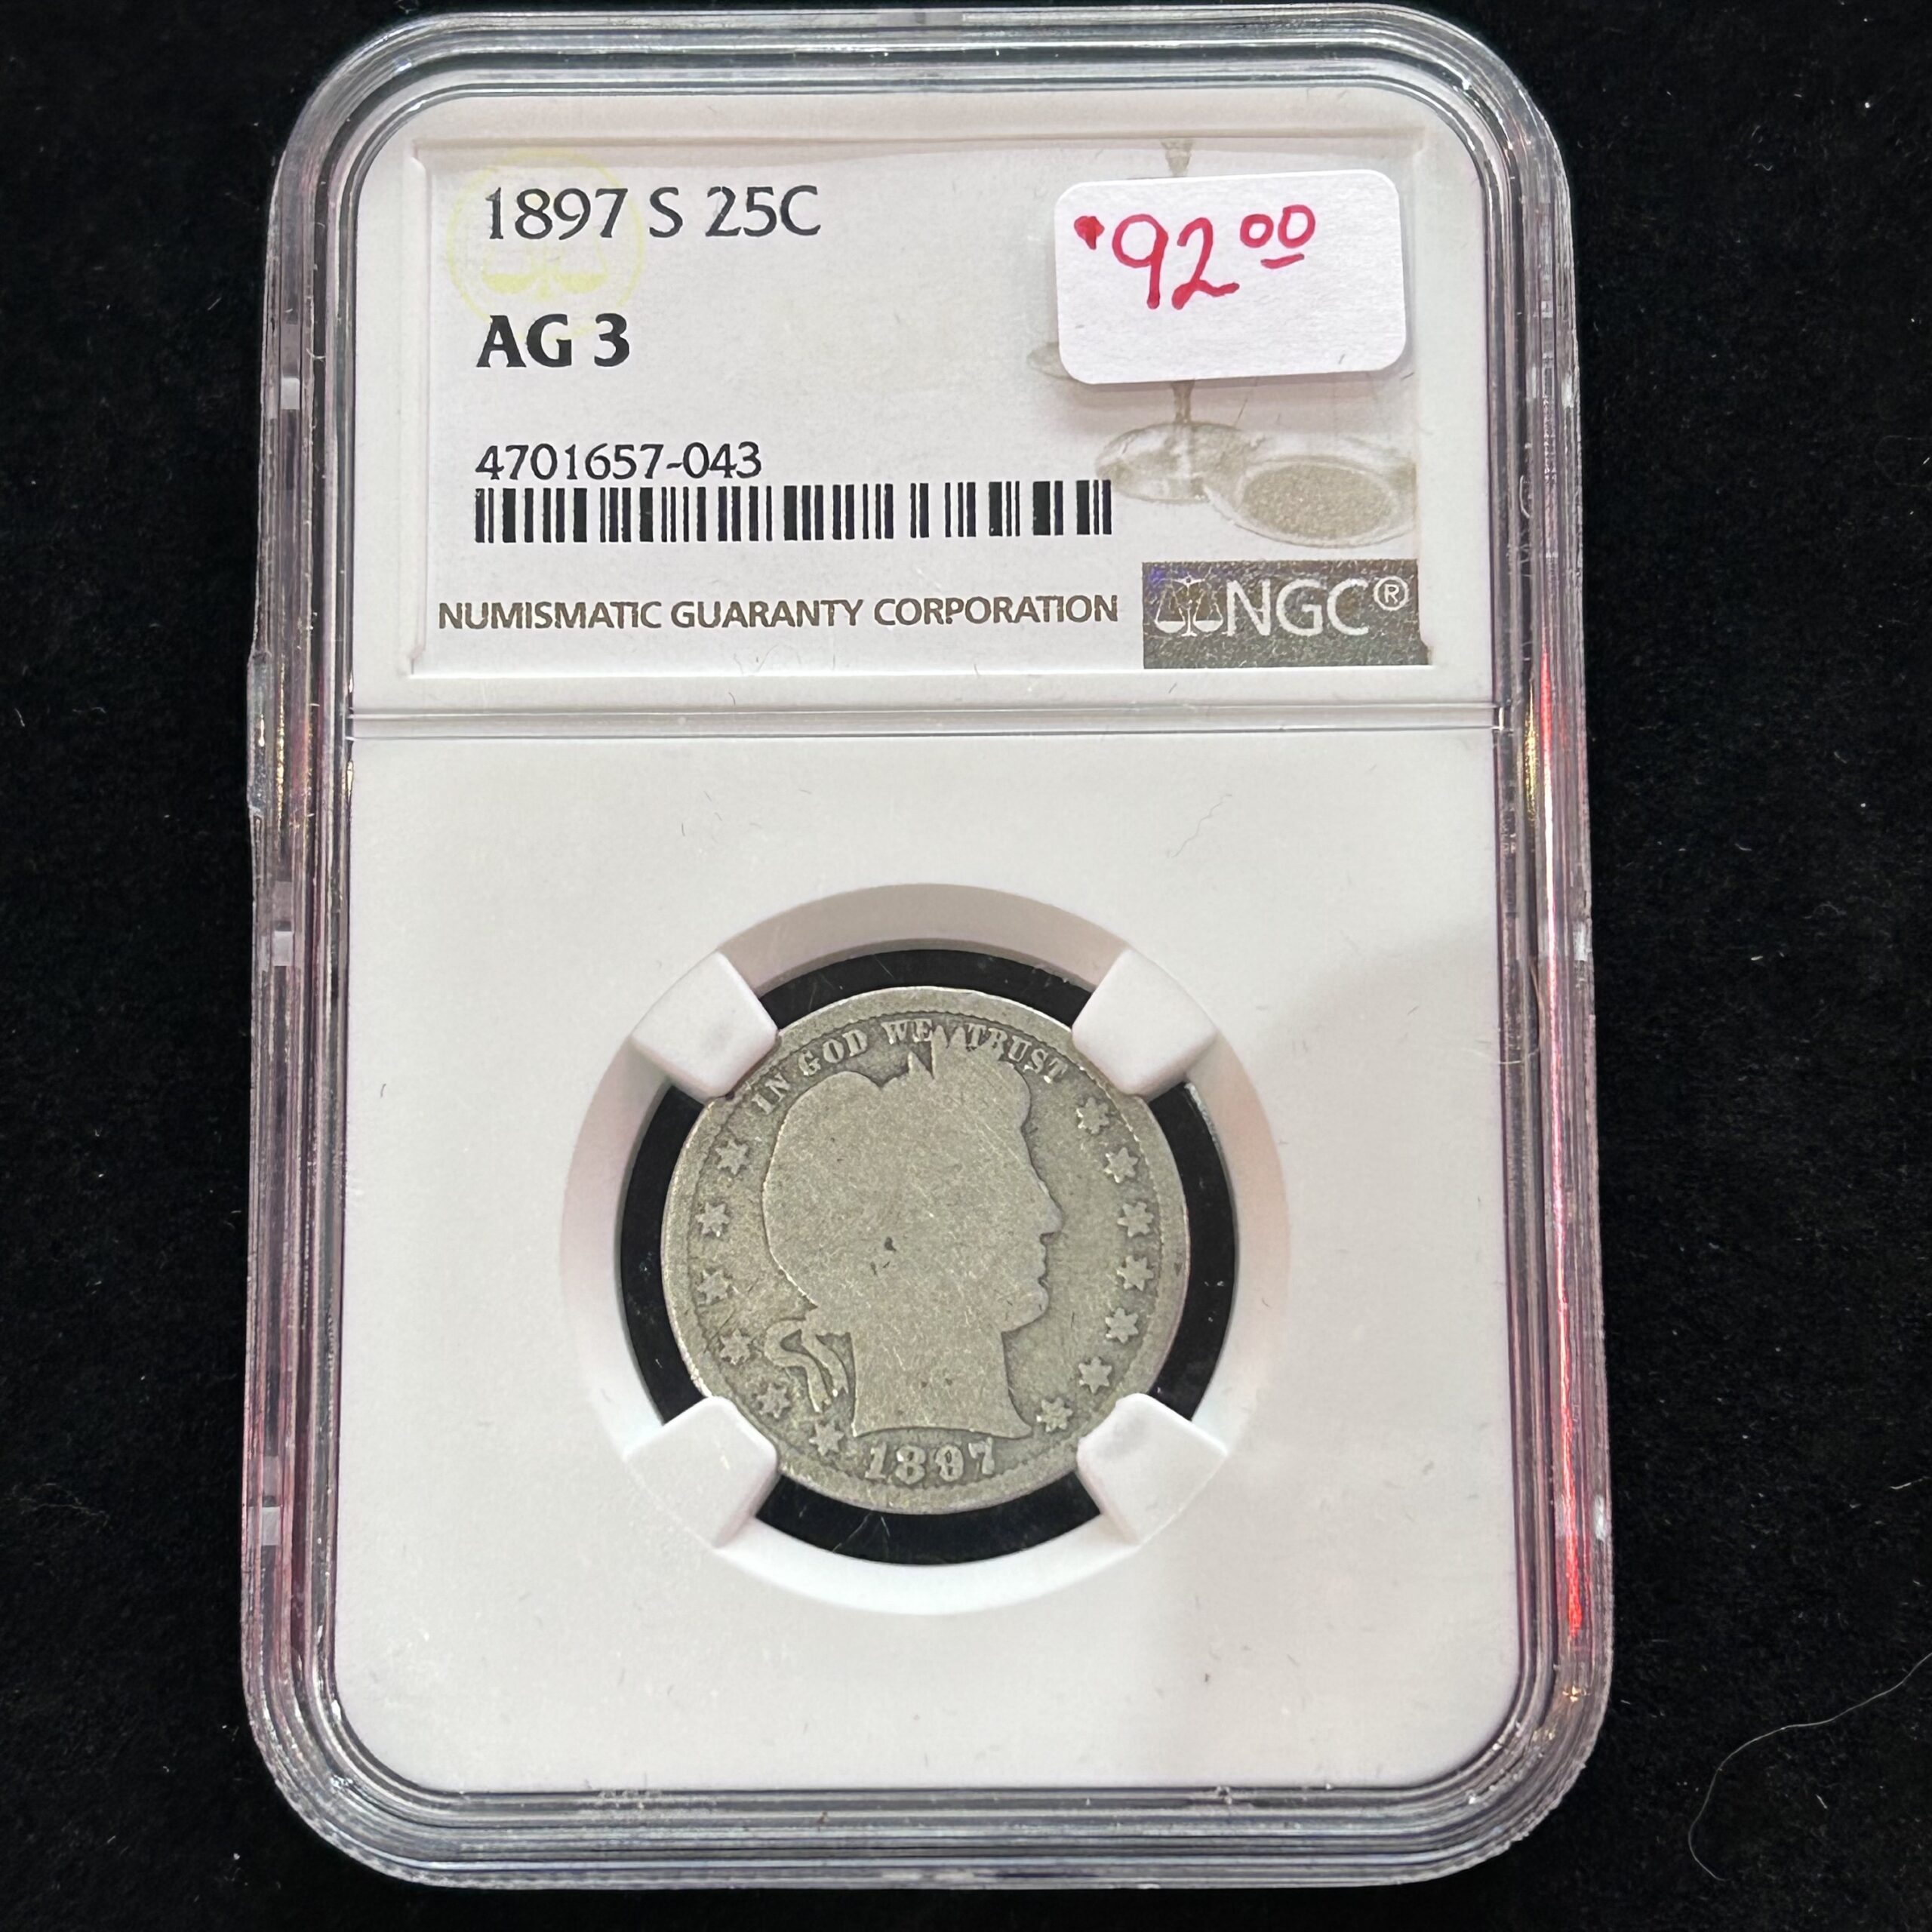 1897 S 25C
$92 00
AG 3
4701657-043
NUMISMATIC GUARANTY CORPORATION
NGC®
IN GOD WE TRUST
1897